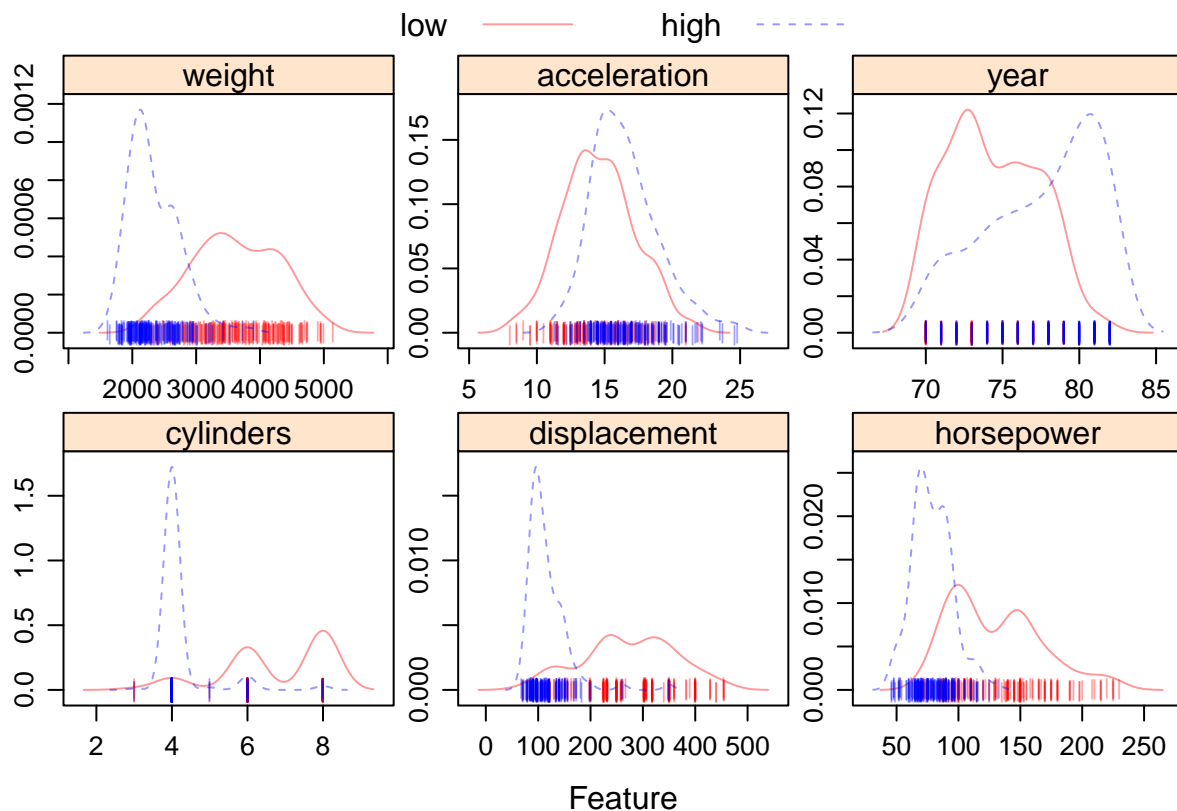 low high
weight acceleration year
0.0000 0.0006 0.0012
2000 3000 4000 5000
0.00 0.05 0.10 0.15
5 10 15 20 25
0.00 0.04 0.08 0.12
70 75 80 85
cylinders displacement horsepower
0.0 0.5 1.0 1.5
2 4 6 8
0.000 0.010
0 100 200 300 400 500
0.000 0.010 0.020
50 100 150 200 250
Feature